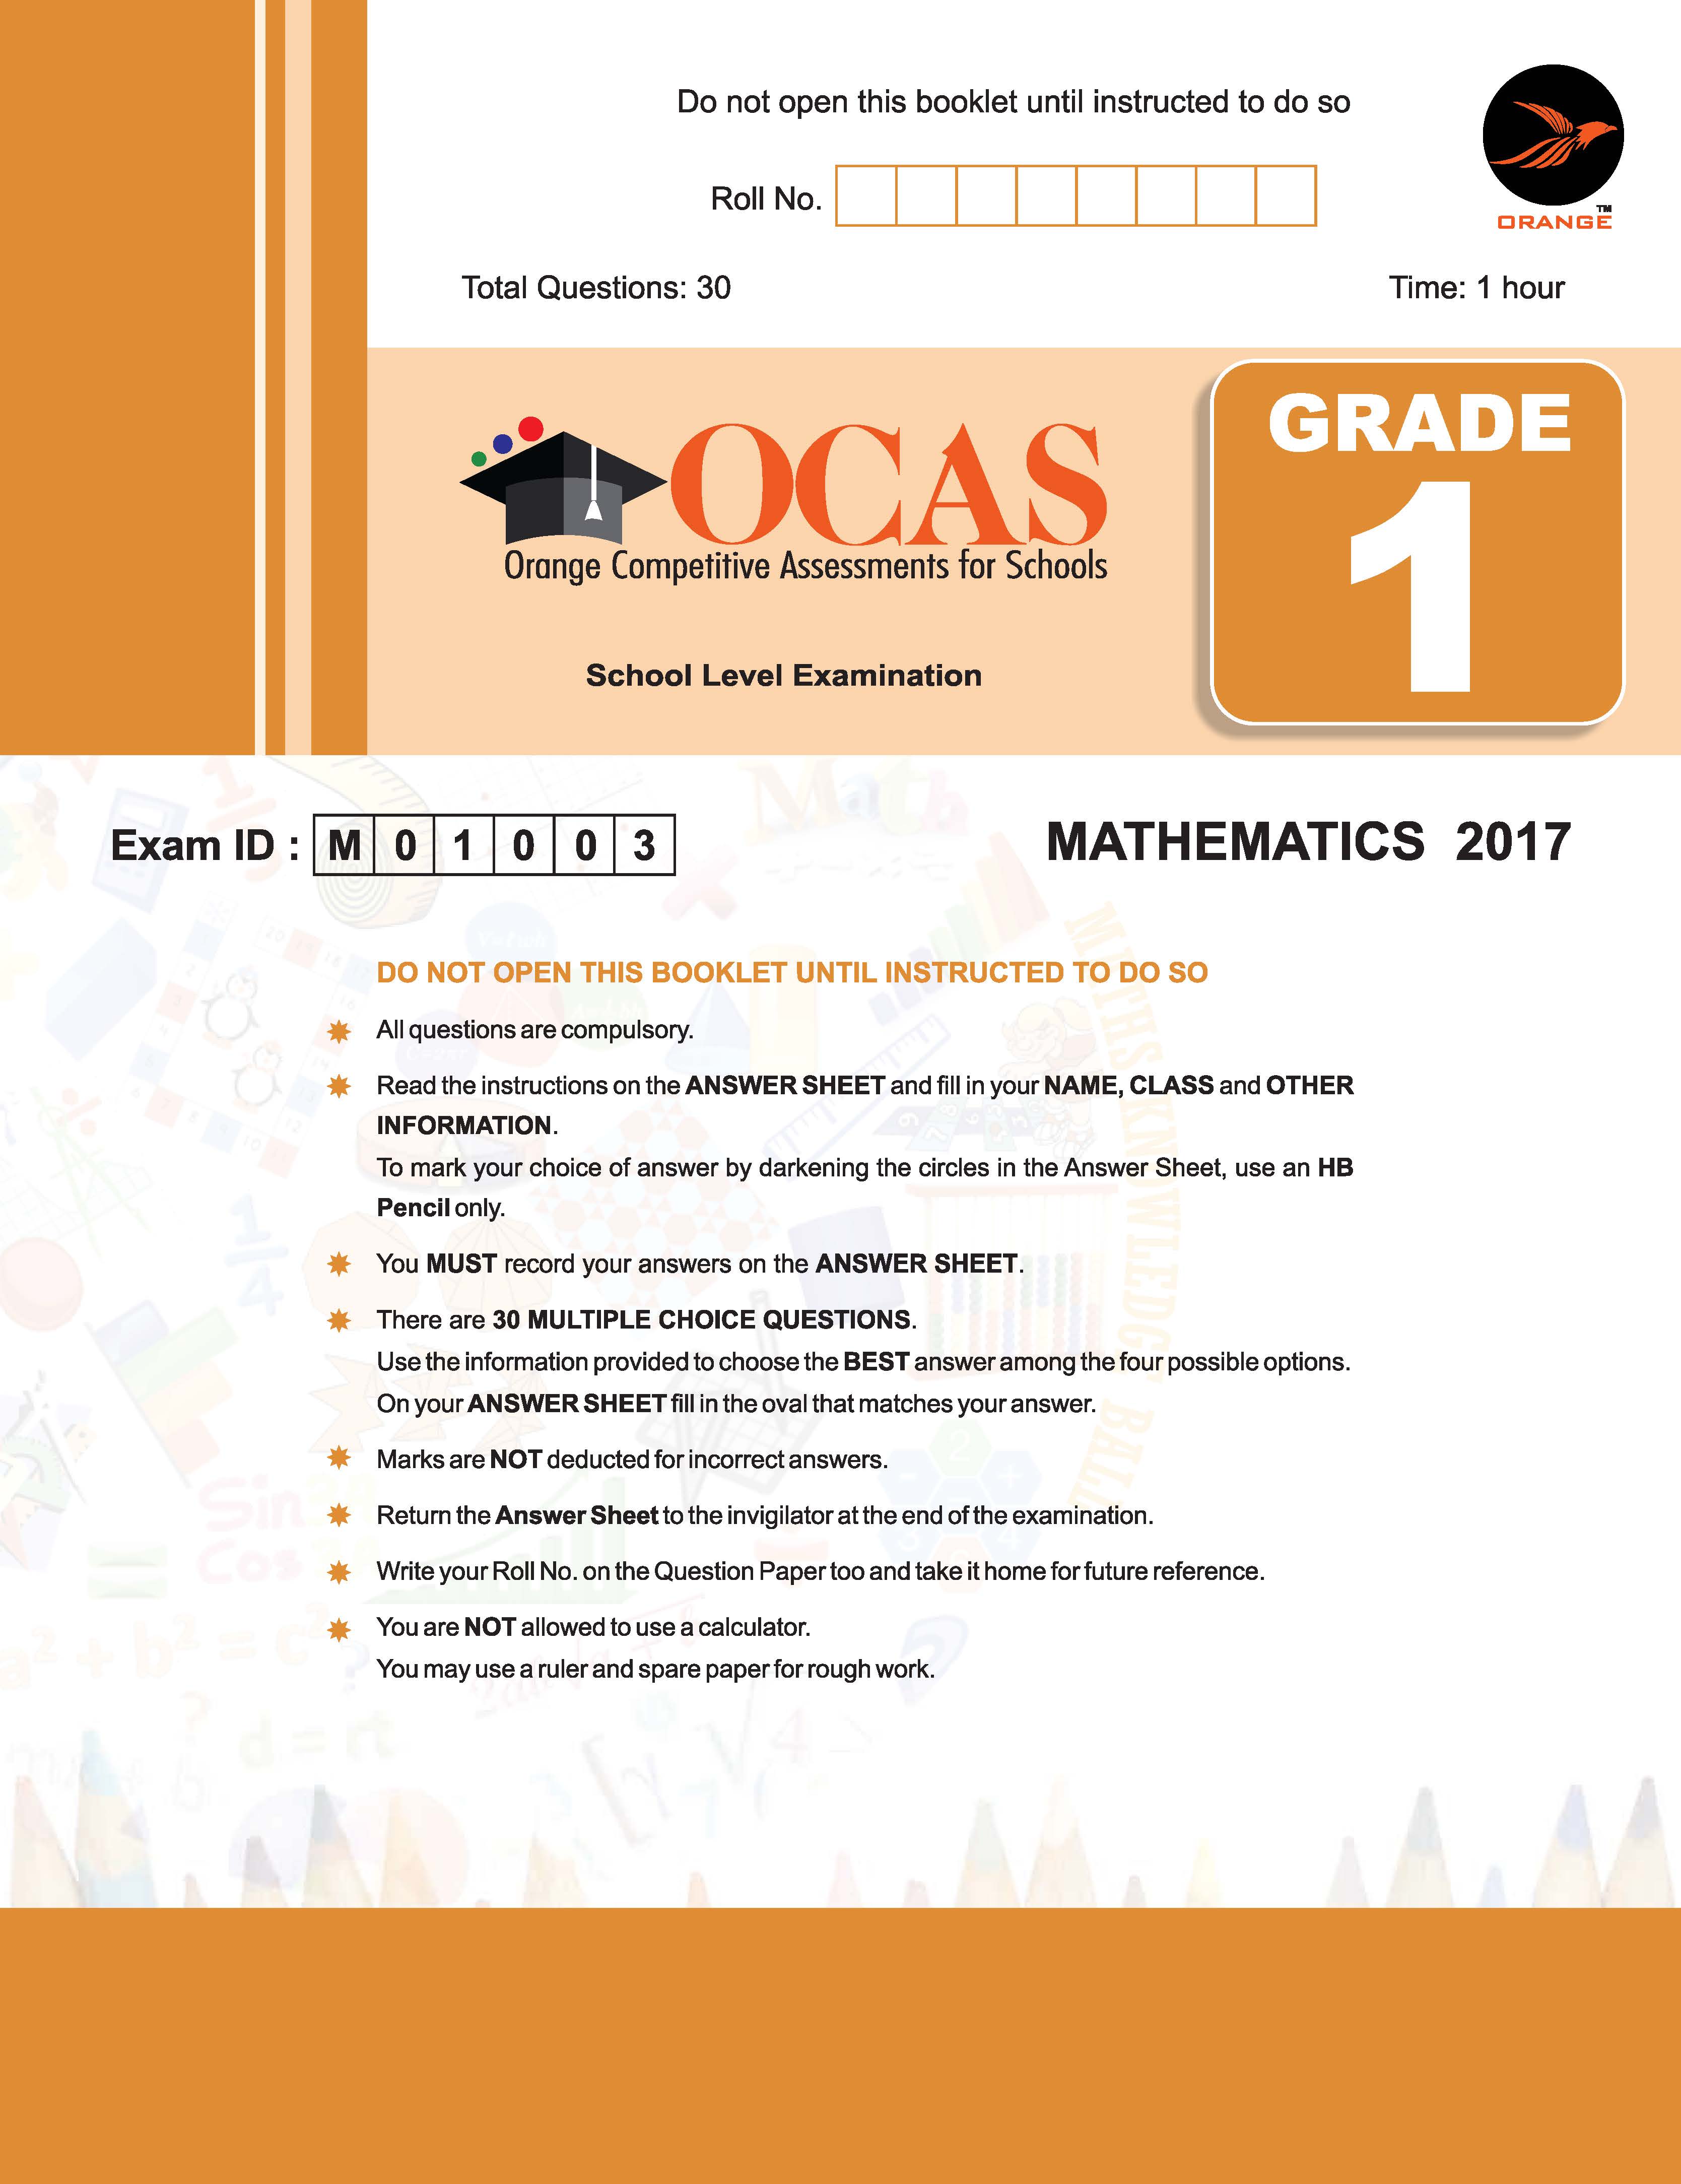 Do not open this booklet until instructed to do so
Roll No.
TM
ORANGE
Total Questions: 30
Time: 1 hour
OCAS
Orange Competitive Assessments for Schools
School Level Examination
GRADE
1
Exam ID : M 0 1 0 0 3
MATHEMATICS 2017
DO NOT OPEN THIS BOOKLET UNTIL INSTRUCTED TO DO SO
All questions are compulsory.
Read the instructions on the ANSWER SHEET and fill in your NAME, CLASS and OTHER
INFORMATION.
To mark your choice of answer by darkening the circles in the Answer Sheet, use an HB
Pencil only.
You MUST record your answers on the ANSWER SHEET.
There are 30 MULTIPLE CHOICE QUESTIONS.
Use the information provided to choose the BEST answer among the four possible options.
On your ANSWER SHEET fill in the oval that matches your answer.
Marks are NOT deducted for incorrect answers.
Return the Answer Sheet to the invigilator at the end of the examination.
Write your Roll No. on the Question Paper too and take it home for future reference.
You are NOT allowed to use a calculator.
You may use a ruler and spare paper for rough work.
Math
Sin
Cos
a² + b² = c²
d = rt